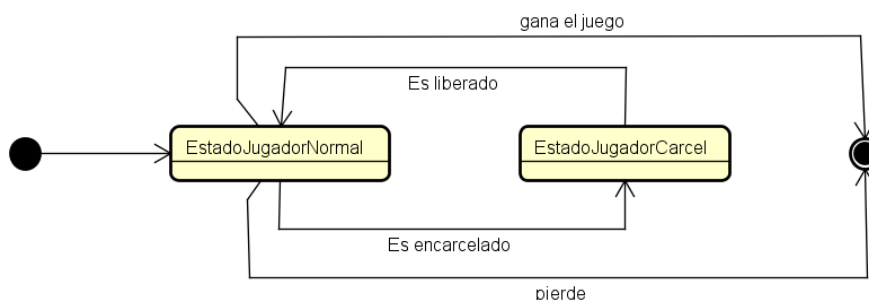 gana el juego
Es liberado
EstadoJugadorNormal
EstadoJugadorCarcel
Es encarcelado
pierde